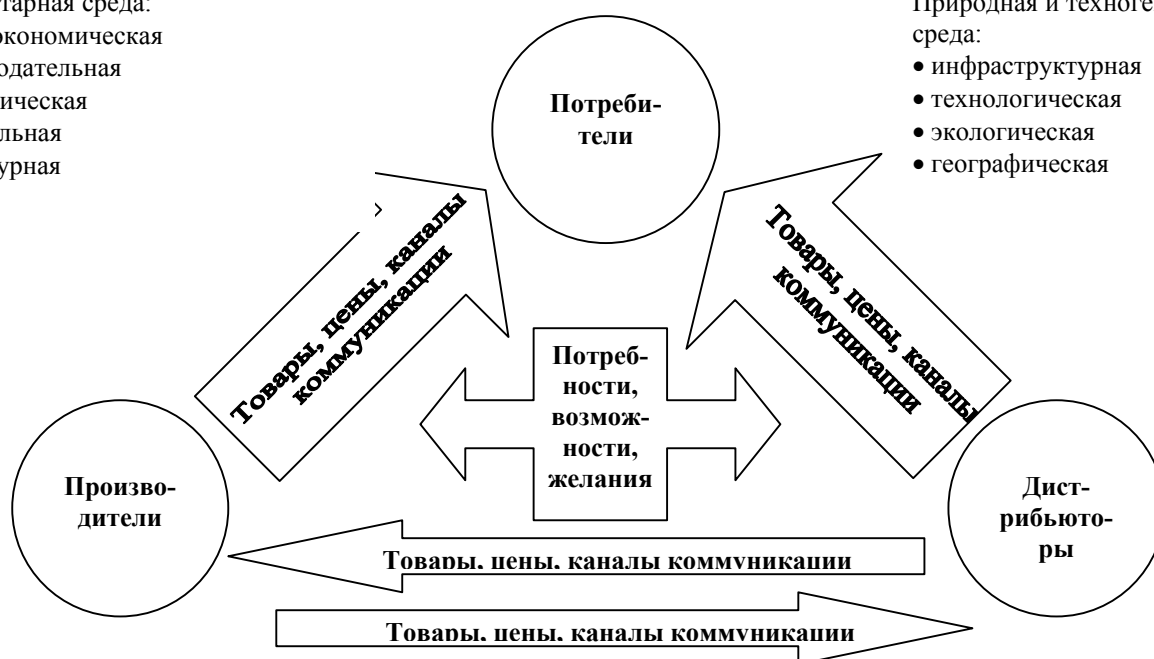 тарная среда:
экономическая
одательная
ическая
льная
урная
Природная и техноге
среда:
• инфраструктурная
• технологическая
• экологическая
• географическая
Потреби-
тели
Товары, цены, каналы
коммуникации
Товары, цены, каналы
коммуникации
Потреб-
ности,
возмож-
ности,
желания
Произво-
дители
Дист-
рибьюто-
ры
Товары, цены, каналы коммуникации
Товары, цены, каналы коммуникации